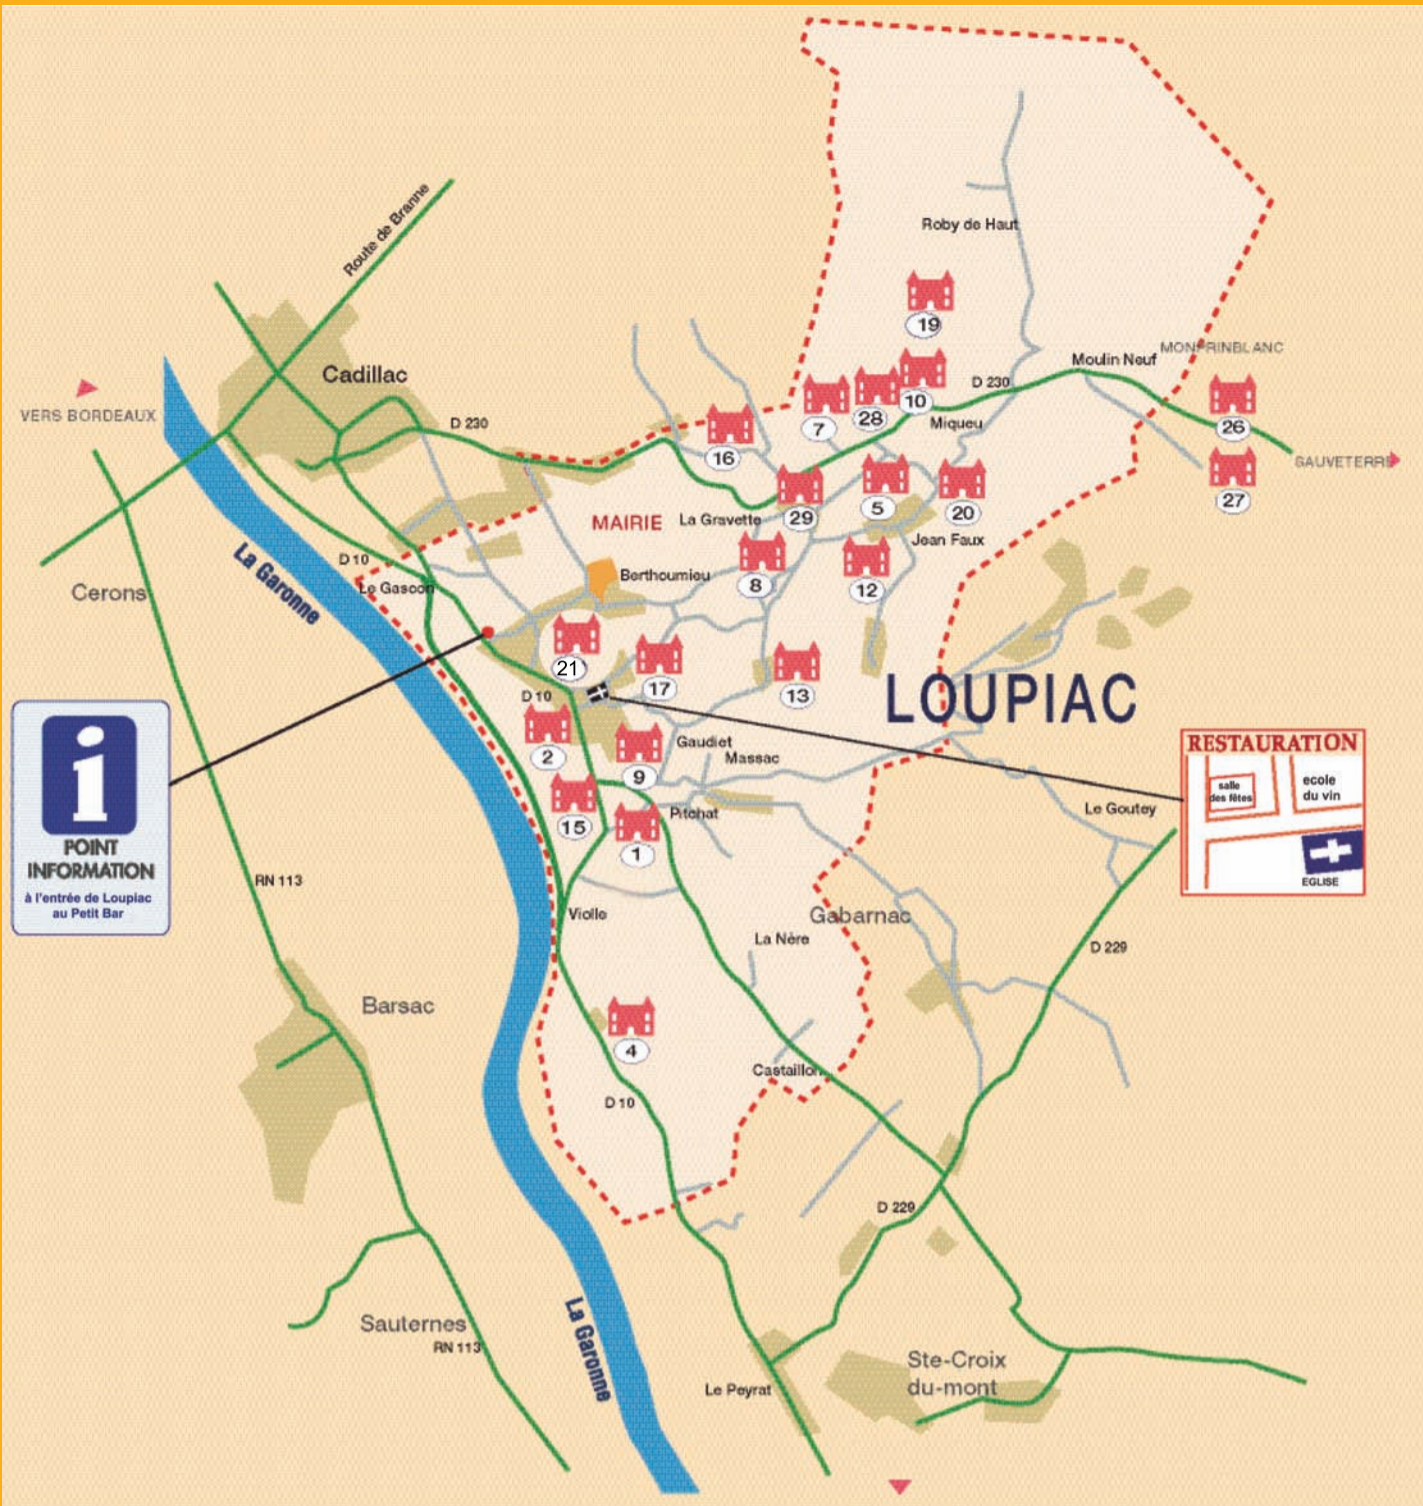 Route de Branne
Roby de Haut
19
Cadillac
VERS BORDEAUX
D 230
Moulin Neuf
MONPRINBLANC
D 230
10
7
28
Miqueu
26
16
SAUVETERRE
27
MAIRIE
La Gravette
29
5
20
Jean Faux
D 10
La Garonne
Le Gascon
Cerons
Berthoumieu
8
12
21
17
13
LOUPIAC
D 10
2
9
Gaudiet
Massac
15
1
Pitchat
POINT
INFORMATION
à l'entrée de Loupiac
au Petit Bar
RESTAURATION
salle
des fêtes
ecole
du vin
EGLISE
Le Goutey
RN 113
Violle
Gabarnac
La Nère
D 229
Barsac
4
Castaillon
D 10
D 229
Sauternes
RN 113
La Garonne
Le Peyrat
Ste-Croix
du-mont